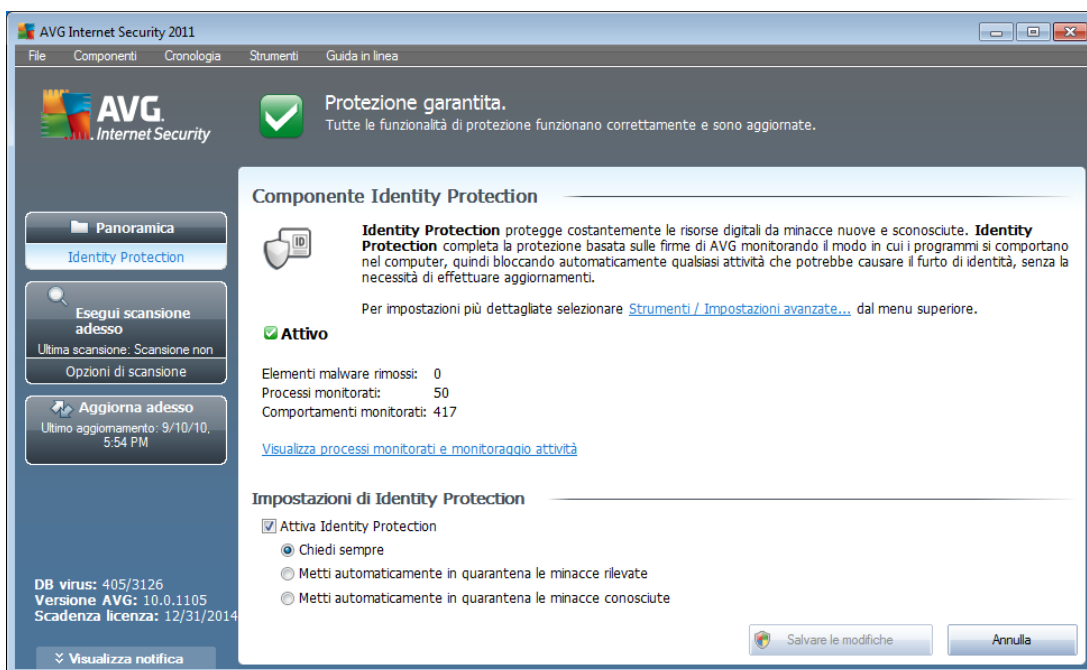 AVG Internet Security 2011
File Componenti Cronologia Strumenti Guida in linea
AVG.
Internet Security
Protezione garantita.
Tutte le funzionalità di protezione funzionano correttamente e sono aggiornate.
Panoramica
Identity Protection
Esegui scansione
adesso
Ultima scansione: Scansione non
Opzioni di scansione
Aggiorna adesso
Ultimo aggiornamento: 9/10/10,
5:54 PM
DB virus: 405/3126
Versione AVG: 10.0.1105
Scadenza licenza: 12/31/2014
Visualizza notifica
Componente Identity Protection
ID
Identity Protection protegge costantemente le risorse digitali da minacce nuove e sconosciute. Identity
Protection completa la protezione basata sulle firme di AVG monitorando il modo in cui i programmi si comportano
nel computer, quindi bloccando automaticamente qualsiasi attività che potrebbe causare il furto di identità, senza la
necessità di effettuare aggiornamenti.
Per impostazioni più dettagliate selezionare Strumenti / Impostazioni avanzate... dal menu superiore.
Attivo
Elementi malware rimossi: 0
Processi monitorati: 50
Comportamenti monitorati: 417
Visualizza processi monitorati e monitoraggio attività
Impostazioni di Identity Protection
Attiva Identity Protection
Chiedi sempre
Metti automaticamente in quarantena le minacce rilevate
Metti automaticamente in quarantena le minacce conosciute
Salvare le modifiche
Annulla